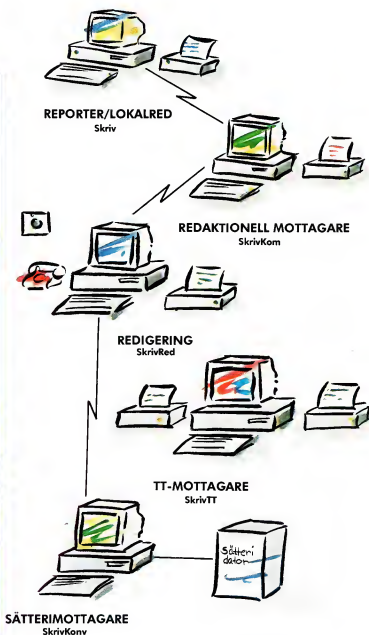 REPORTER/LOKALRED
Skriv
REDAKTIONELL MOTTAGARE
SkrivKom
REDIGERING
SkrivRed
TT-MOTTAGARE
SkrivTT
Sätteri
dator
SÄTTERIMOTTAGARE
SkrivKonv